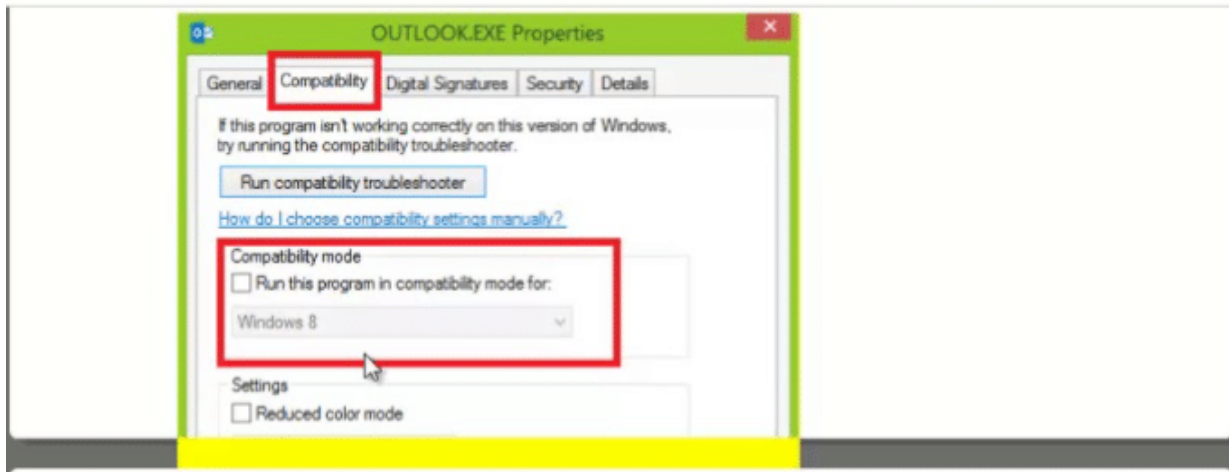 OUTLOOK.EXE Properties
General Compatibility Digital Signatures Security Details
If this program isn't working correctly on this version of Windows,
try running the compatibility troubleshooter.
Run compatibility troubleshooter
How do I choose compatibility settings manually?
Compatibility mode
Run this program in compatibility mode for:
Windows 8
Settings
Reduced color mode